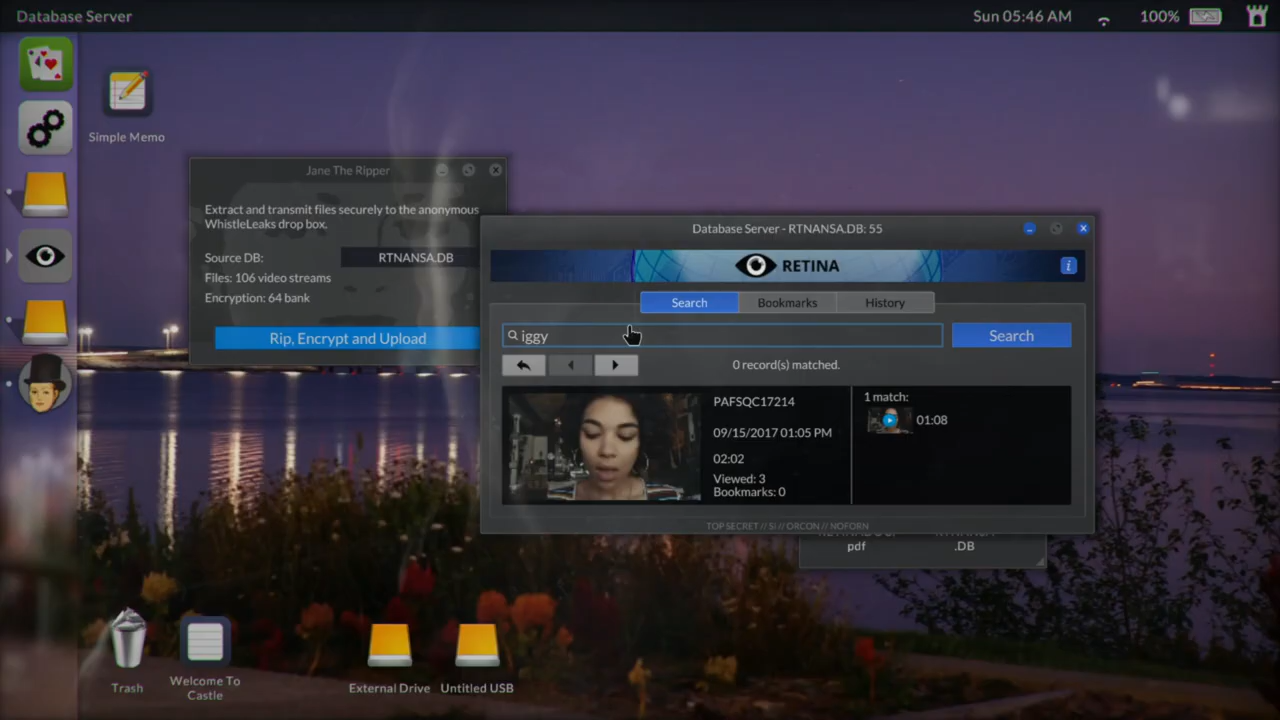 Database Server
Sun 05:46 AM
100%
Simple Memo
Jane The Ripper
Extract and transmit files securely to the anonymous
WhistleLeaks drop box.
Source DB:
RTNANSA.DB
Files: 106 video streams
Encryption: 64 bank
Rip, Encrypt and Upload
Database Server - RTNANSA.DB: 55
RETINA
i
Search
Bookmarks
History
iggy
Search
0 record(s) matched.
PAFSQC17214
09/15/2017 01:05 PM
02:02
Viewed: 3
Bookmarks: 0
1 match:
01:08
TOP SECRET // SI // ORCON // NOFORN
pdf
.DB
Trash
Welcome To
Castle
External Drive
Untitled USB